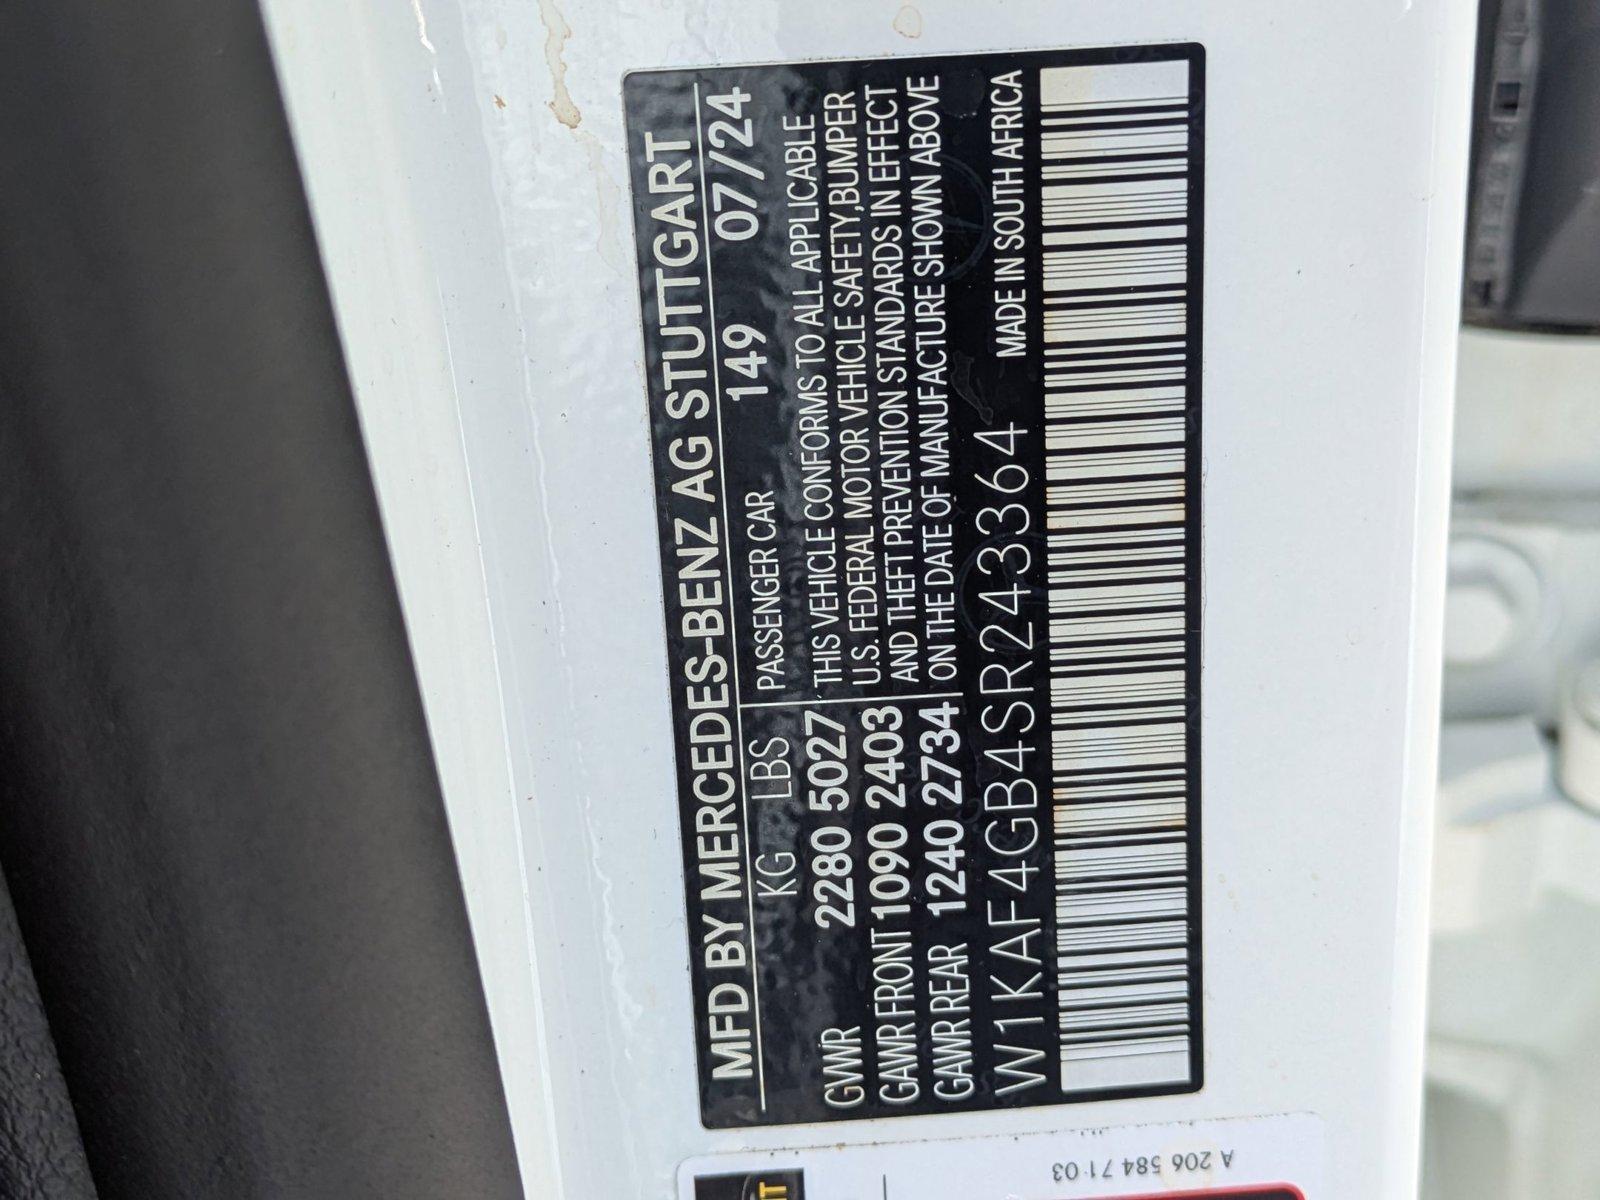 MFD BY MERCEDES-BENZ AG STUTTGART
KG LBS PASSENGER CAR 149 07/24
GVWR 2280 5027
GAWR FRONT 1090 2403
GAWR REAR 1240 2734
THIS VEHICLE CONFORMS TO ALL APPLICABLE
U.S. FEDERAL MOTOR VEHICLE SAFETY,BUMPER
AND THEFT PREVENTION STANDARDS IN EFFECT
ON THE DATE OF MANUFACTURE SHOWN ABOVE
W1KAF4GB4SR243364 MADE IN SOUTH AFRICA
A 206 584 71 03